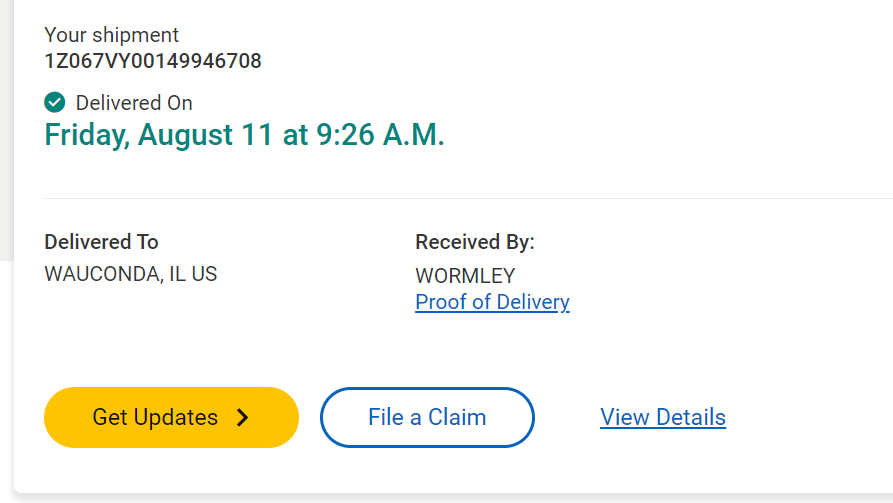 Your shipment
1Z067VY00149946708
Delivered On
Friday, August 11 at 9:26 A.M.
Delivered To
WAUCONDA, IL US
Received By:
WORMLEY
Proof of Delivery
Get Updates
File a Claim
View Details